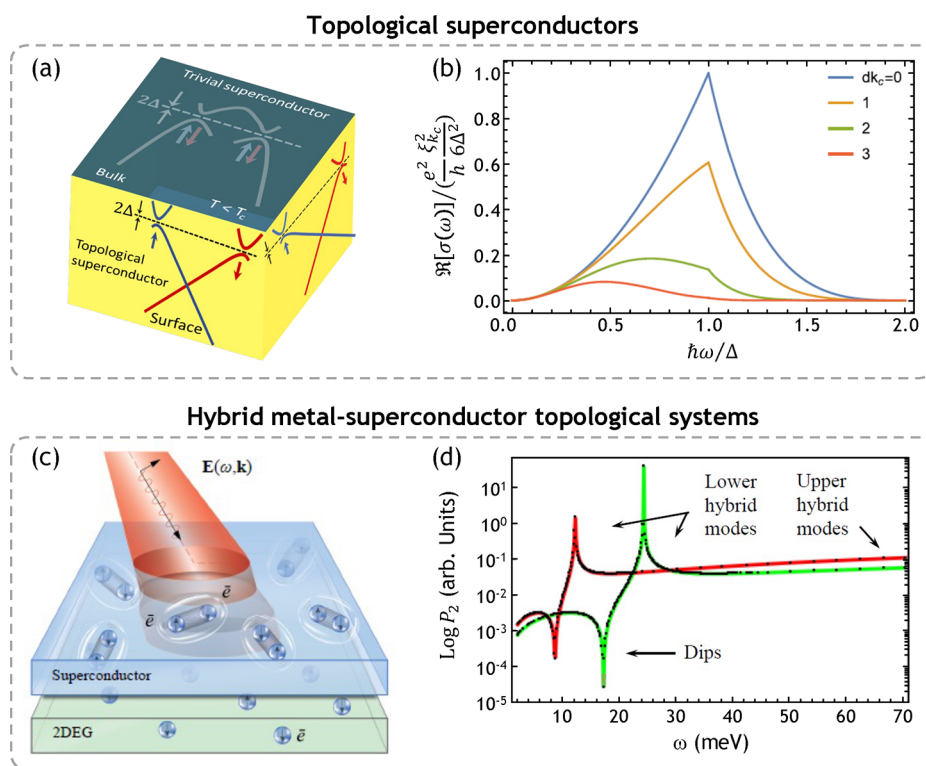 Topological superconductors
(a)
Trivial superconductor
2Δ
Bulk
T < Tc
2Δ
Topological
superconductor
Surface
(b)
ℜ[σ(ω)]/(e²/h ξ²k_c/6Δ²)
1.0
0.8
0.6
0.4
0.2
0.0
0.0
0.5
1.0
1.5
2.0
ħω/Δ
dk_c=0
1
2
3
Hybrid metal-superconductor topological systems
(c)
E(ω,k)
ē
ē
Superconductor
2DEG
ē
(d)
Log P₂ (arb. Units)
10¹
10⁰
10⁻¹
10⁻²
10⁻³
10⁻⁴
10⁻⁵
Lower
hybrid
modes
Upper
hybrid
modes
Dips
10
20
30
40
50
60
70
ω (meV)